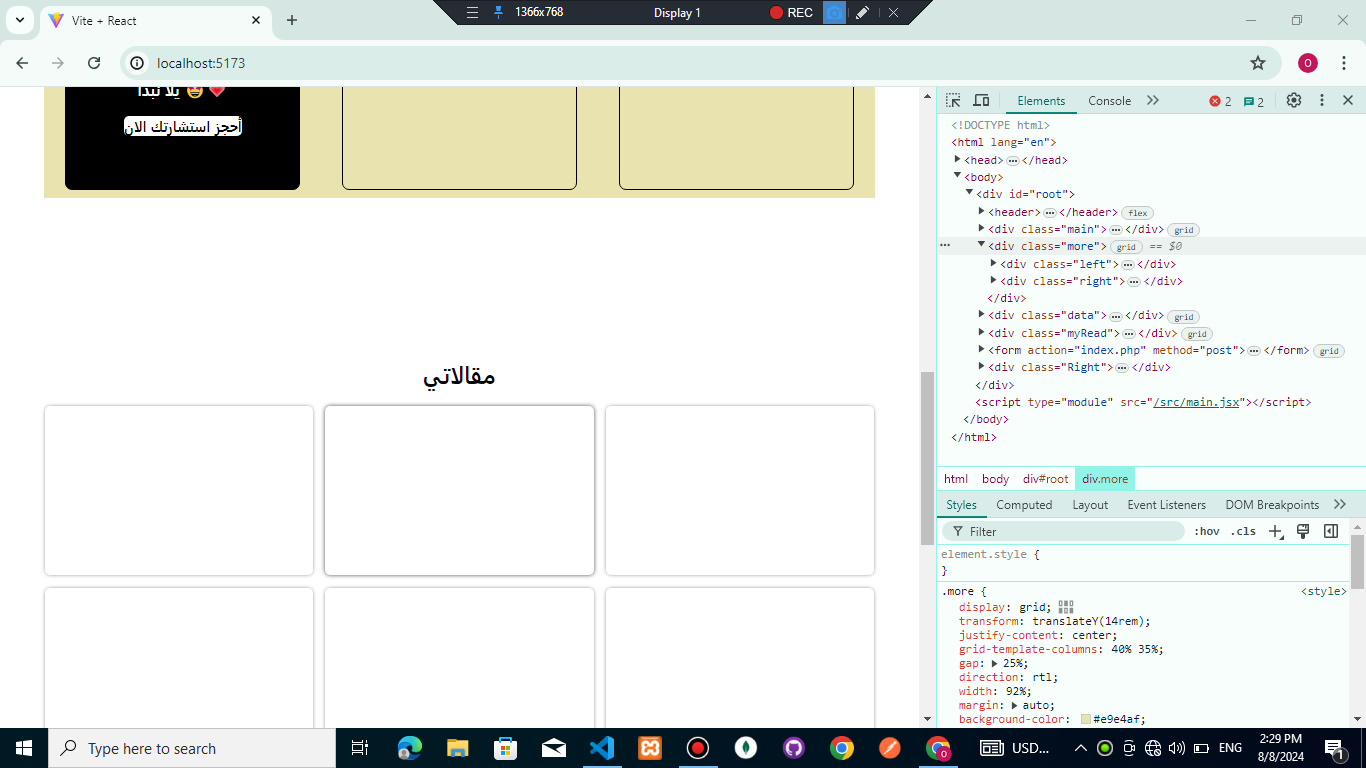 1366x768
Display 1
REC
Vite + React
localhost:5173
O
يلا نبدأ
أحجز استشارتك الان
مقالاتي
Elements
Console
2
2
<!DOCTYPE html>
<html lang="en">
<head>
</head>
<body>
<div id="root">
<header>
</header>
flex
<div class="main">
</div>
grid
<div class="more">
grid
== $0
<div class="left">
</div>
<div class="right">
</div>
</div>
<div class="data">
</div>
grid
<div class="myRead">
</div>
grid
<form action="index.php" method="post">
</form>
grid
<div class="Right">
</div>
</div>
<script type="module" src="/src/main.jsx"></script>
</body>
</html>
html
body
div#root
div.more
Styles
Computed
Layout
Event Listeners
DOM Breakpoints
Filter
:hov
.cls
element.style {
}
.more {
<style>
display: grid;
transform: translateY(14rem);
justify-content: center;
grid-template-columns: 40% 35%;
gap: 25%;
direction: rtl;
width: 92%;
margin: auto;
background-color: #e9e4af;
Type here to search
USD...
ENG
2:29 PM
8/8/2024
1